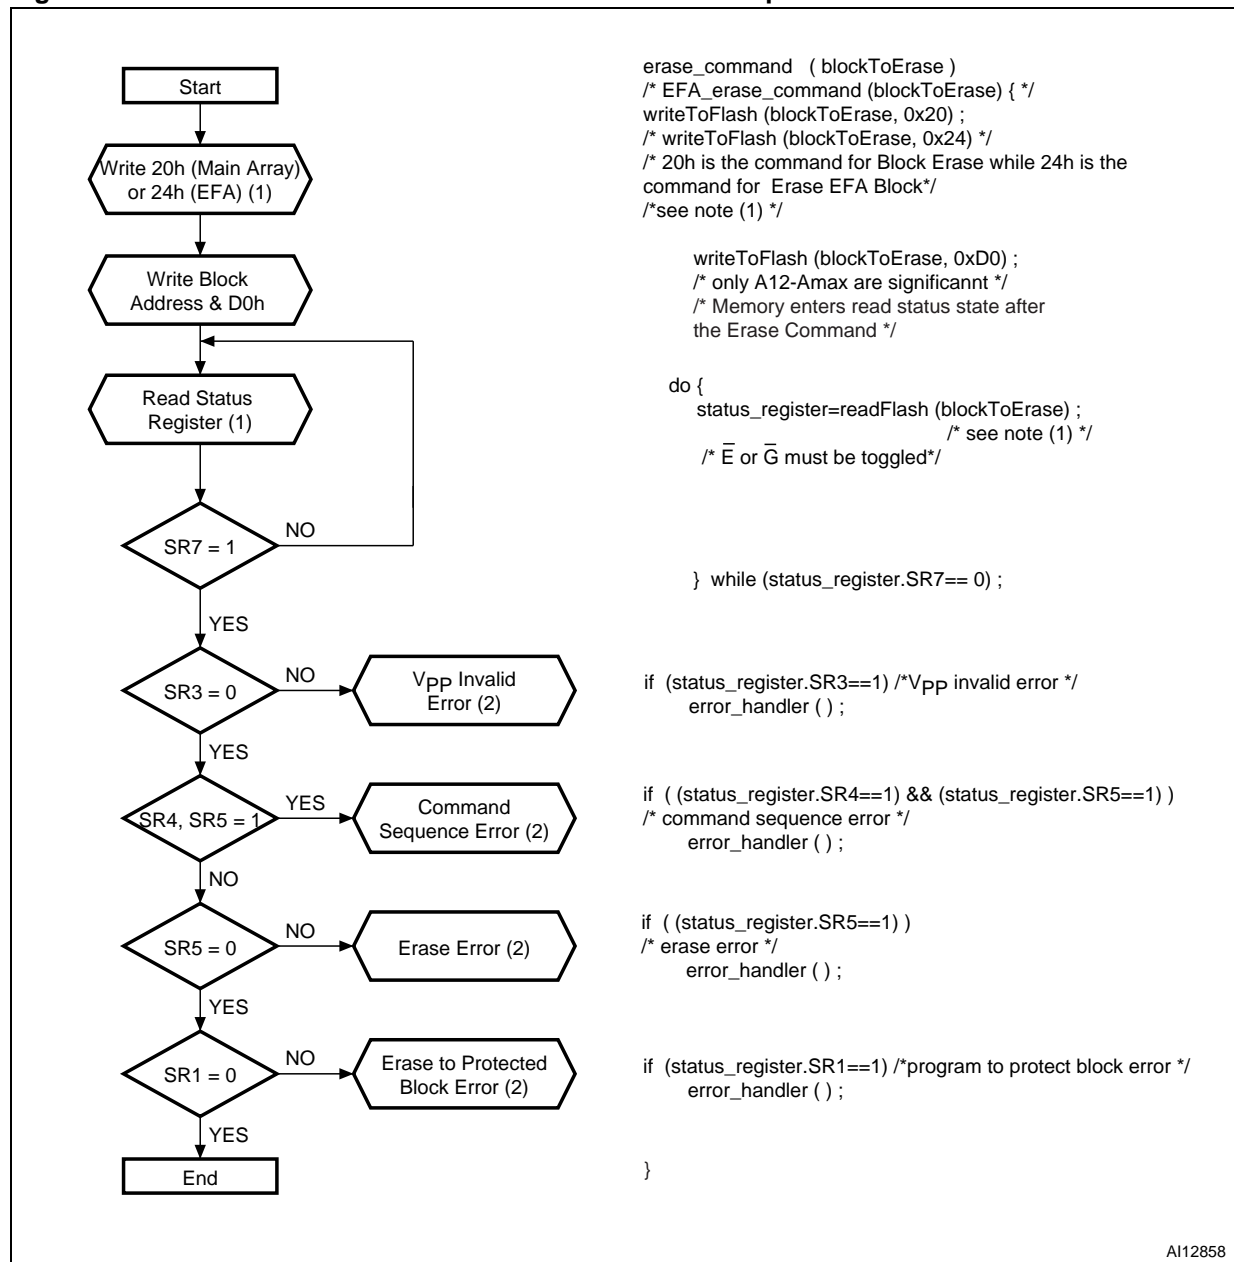 Start
Write 20h (Main Array)
or 24h (EFA) (1)
Write Block
Address & D0h
Read Status
Register (1)
SR7 = 1
NO
YES
SR3 = 0
NO
VPP Invalid
Error (2)
YES
SR4, SR5 = 1
YES
Command
Sequence Error (2)
NO
SR5 = 0
NO
Erase Error (2)
YES
SR1 = 0
NO
Erase to Protected
Block Error (2)
YES
End
erase_command ( blockToErase )
/* EFA_erase_command (blockToErase) { */
writeToFlash (blockToErase, 0x20) ;
/* writeToFlash (blockToErase, 0x24) */
/* 20h is the command for Block Erase while 24h is the
command for Erase EFA Block*/
/*see note (1) */
writeToFlash (blockToErase, 0xD0) ;
/* only A12-Amax are significannt */
/* Memory enters read status state after
the Erase Command */
do {
status_register=readFlash (blockToErase) ;
/* see note (1) */
/* E̅ or G̅ must be toggled*/
} while (status_register.SR7== 0) ;
if (status_register.SR3==1) /*VPP invalid error */
error_handler ( ) ;
if ( (status_register.SR4==1) && (status_register.SR5==1) )
/* command sequence error */
error_handler ( ) ;
if ( (status_register.SR5==1) )
/* erase error */
error_handler ( ) ;
if (status_register.SR1==1) /*program to protect block error */
error_handler ( ) ;
}
AI12858